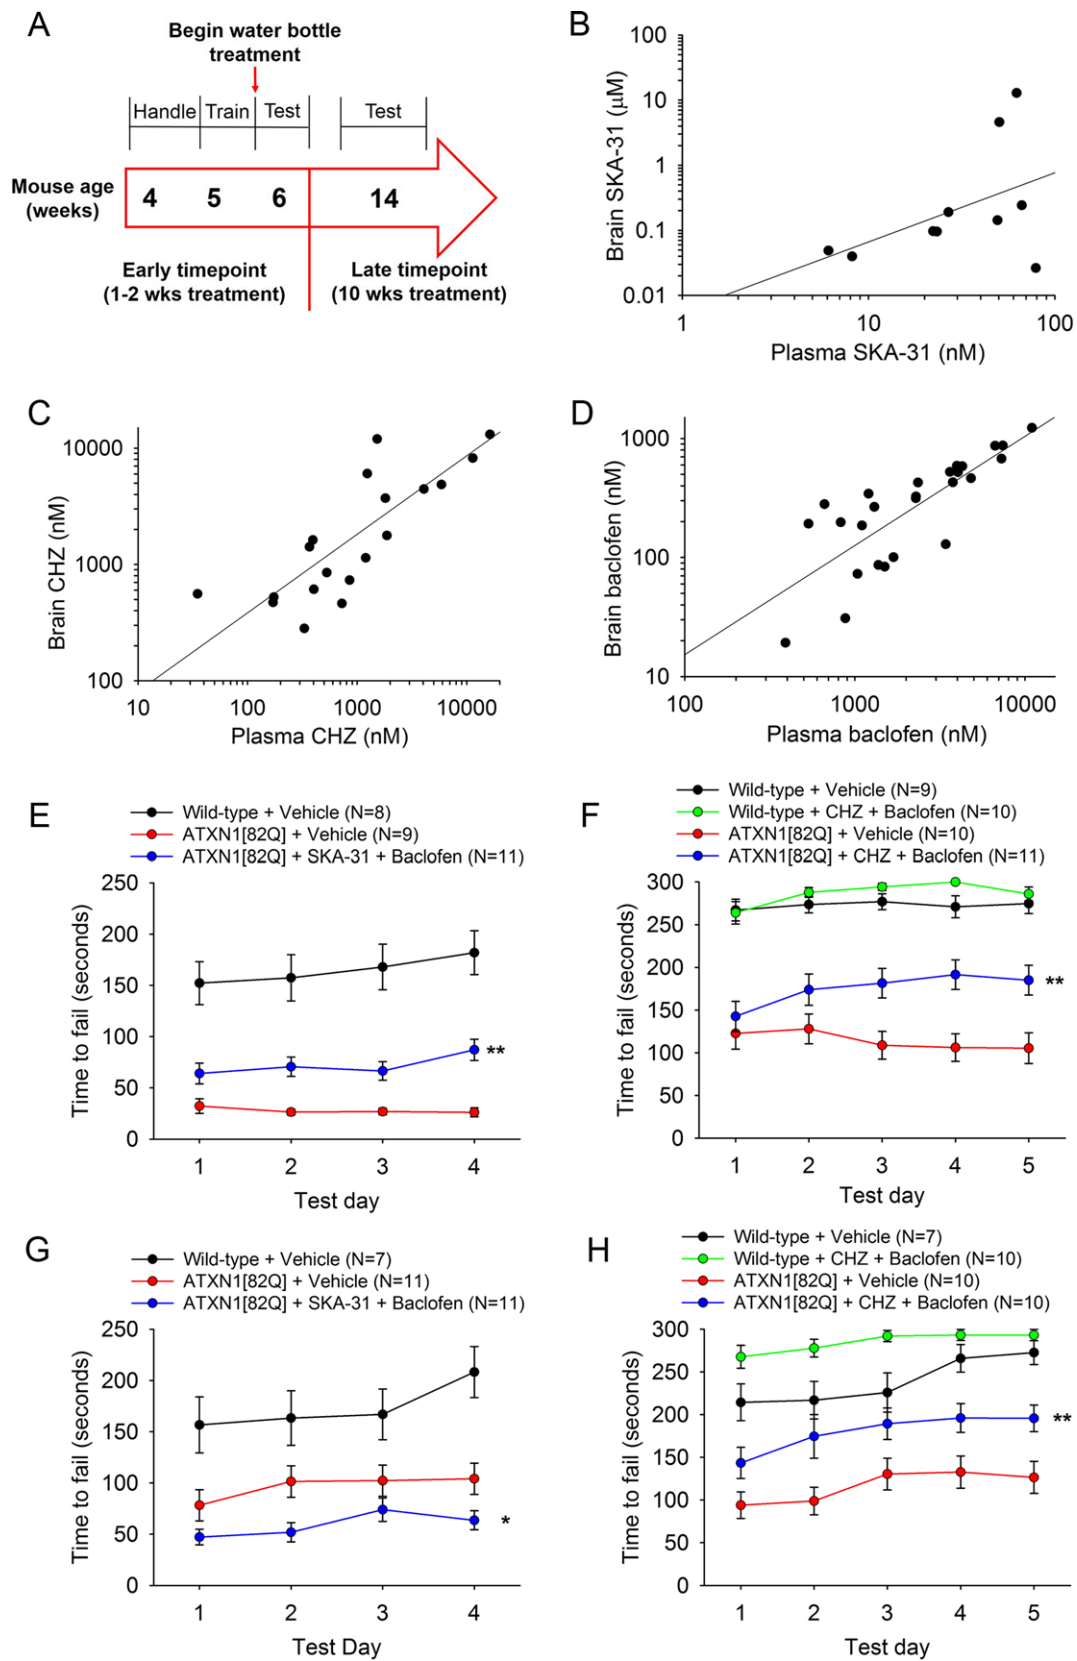 A
Begin water bottle
treatment
Handle Train Test Test
Mouse age
(weeks)
4 5 6 14
Early timepoint
(1-2 wks treatment)
Late timepoint
(10 wks treatment)
B
Brain SKA-31 (µM)
100
10
1
0.1
0.01
1 10 100
Plasma SKA-31 (nM)
C
Brain CHZ (nM)
10000
1000
100
10 100 1000 10000
Plasma CHZ (nM)
D
Brain baclofen (nM)
1000
100
10
100 1000 10000
Plasma baclofen (nM)
E
Wild-type + Vehicle (N=8)
ATXN1[82Q] + Vehicle (N=9)
ATXN1[82Q] + SKA-31 + Baclofen (N=11)
Time to fail (seconds)
250
200
150
100
50
0
**
1 2 3 4
Test day
F
Wild-type + Vehicle (N=9)
Wild-type + CHZ + Baclofen (N=10)
ATXN1[82Q] + Vehicle (N=10)
ATXN1[82Q] + CHZ + Baclofen (N=11)
Time to fail (seconds)
300
250
200
150
100
50
0
**
1 2 3 4 5
Test day
G
Wild-type + Vehicle (N=7)
ATXN1[82Q] + Vehicle (N=11)
ATXN1[82Q] + SKA-31 + Baclofen (N=11)
Time to fail (seconds)
250
200
150
100
50
0
*
1 2 3 4
Test Day
H
Wild-type + Vehicle (N=7)
Wild-type + CHZ + Baclofen (N=10)
ATXN1[82Q] + Vehicle (N=10)
ATXN1[82Q] + CHZ + Baclofen (N=10)
Time to fail (seconds)
300
250
200
150
100
50
0
**
1 2 3 4 5
Test day